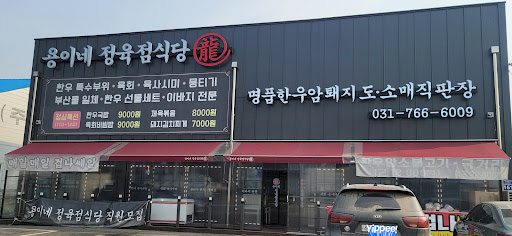 용이네 정육점식당 龍
한우 특수부위·육회·육사시미·뭉티기
부산물 일체·한우 선물세트·이바지 전문
점심특선
한우국밥 9000원 제육볶음 8000원
육회비빔밥 9000원 돼지김치찌개 7000원
명품한우암퇘지 도·소매직판장
031-766-6009
용이네 정육점식당 직원 모집
Yippee!